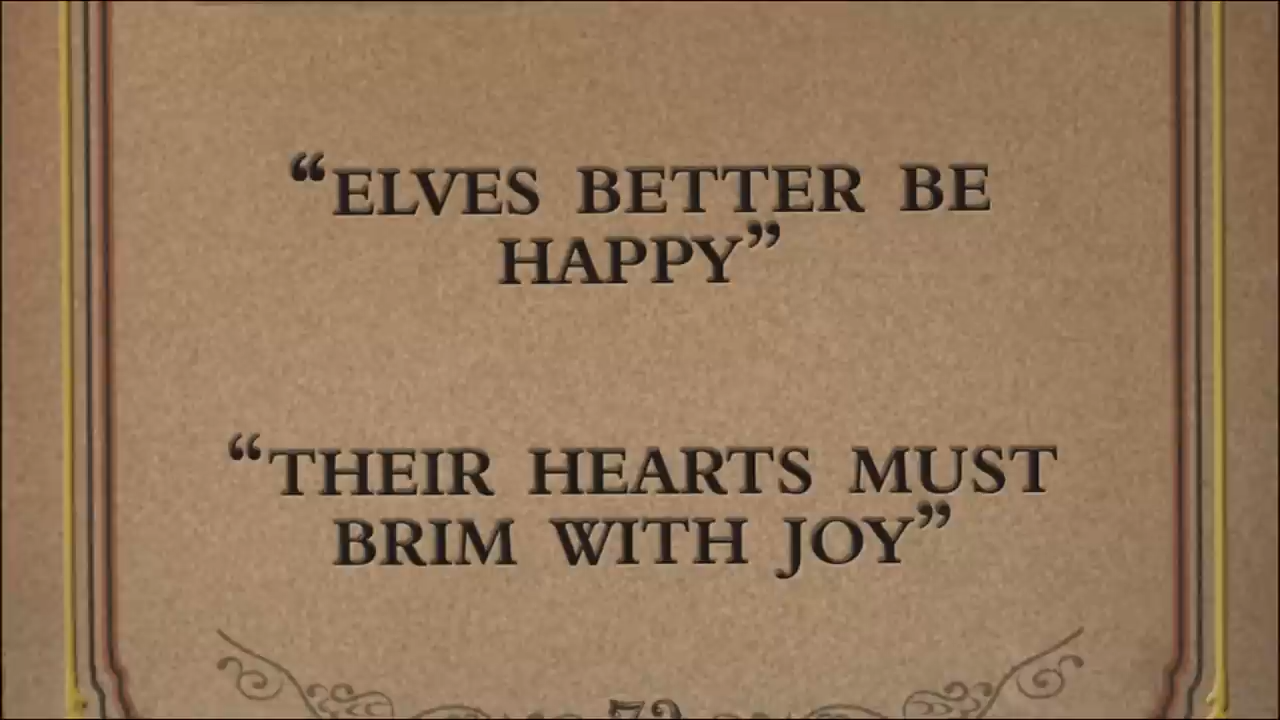 “ELVES BETTER BE
HAPPY”
“THEIR HEARTS MUST
BRIM WITH JOY”